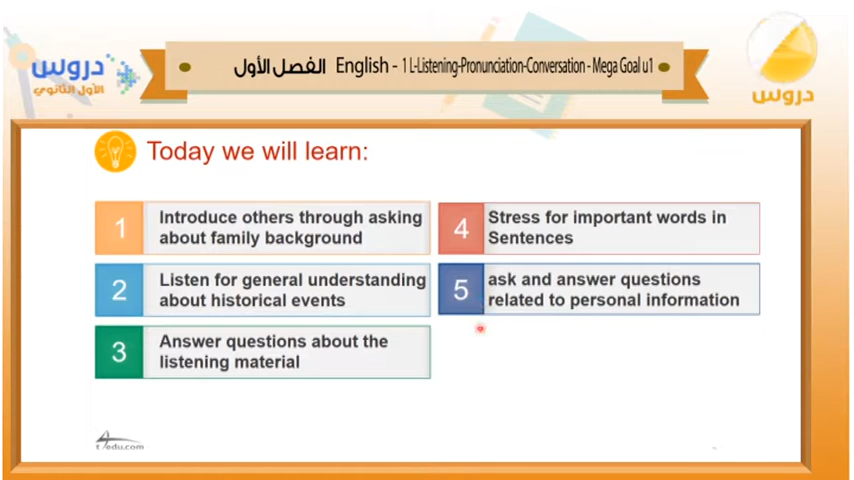 دروس
الأول الثانوي
الفصل الأول English - 1 L-Listening-Pronunciation-Conversation - Mega Goal u1
دروس
Today we will learn:
1
Introduce others through asking
about family background
2
Listen for general understanding
about historical events
3
Answer questions about the
listening material
4
Stress for important words in
Sentences
5
ask and answer questions
related to personal information